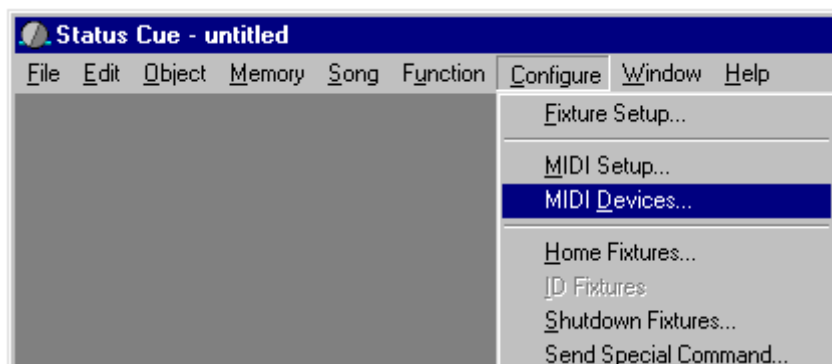 Status Cue - untitled
File Edit Object Memory Song Function Configure Window Help
Fixture Setup...
MIDI Setup...
MIDI Devices...
Home Fixtures...
ID Fixtures
Shutdown Fixtures...
Send Special Command...